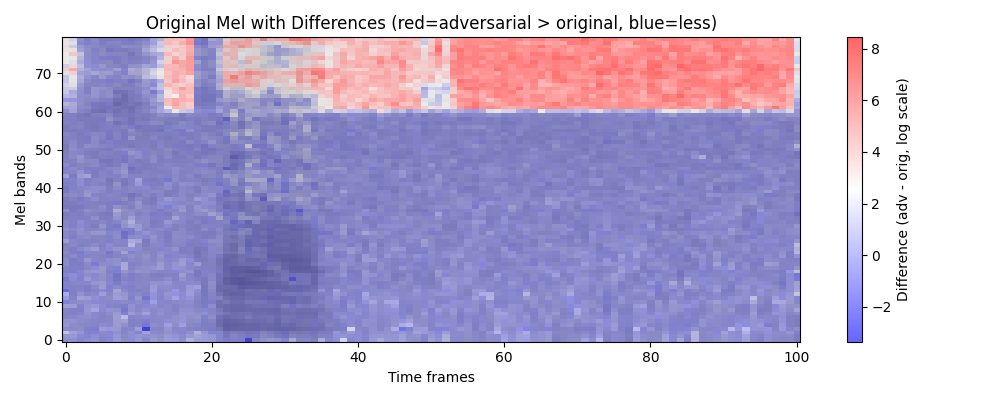 Original Mel with Differences (red=adversarial > original, blue=less)
Mel bands
70
60
50
40
30
20
10
0
0 20 40 60 80 100
Time frames
8
6
4
2
0
−2
Difference (adv - orig, log scale)